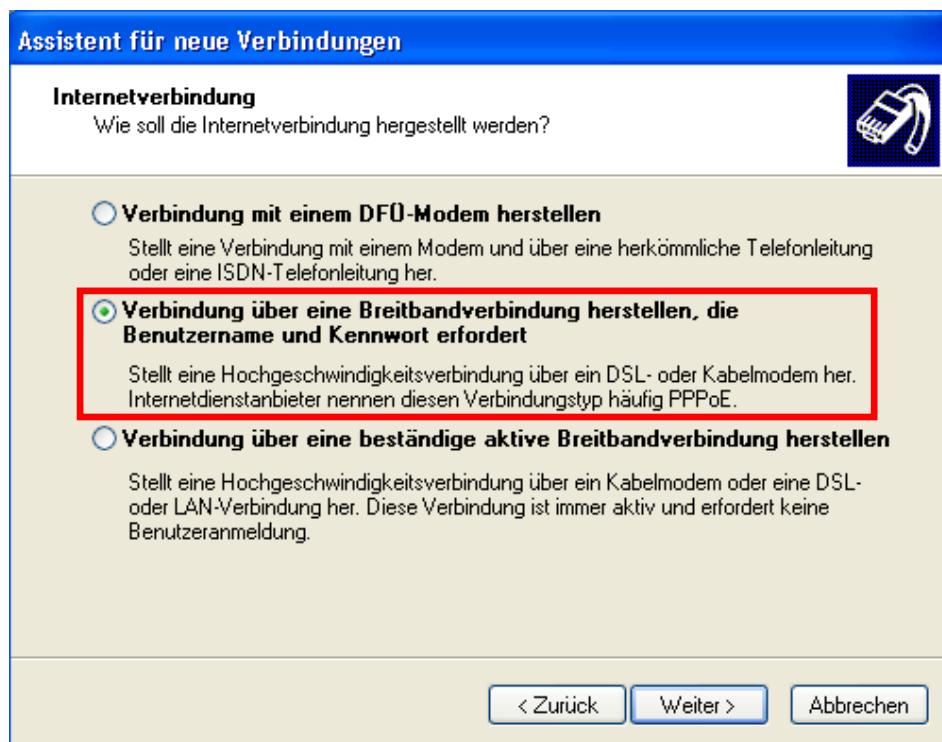 Assistent für neue Verbindungen
Internetverbindung
Wie soll die Internetverbindung hergestellt werden?
Verbindung mit einem DFÜ-Modem herstellen
Stellt eine Verbindung mit einem Modem und über eine herkömmliche Telefonleitung
oder eine ISDN-Telefonleitung her.
Verbindung über eine Breitbandverbindung herstellen, die
Benutzername und Kennwort erfordert
Stellt eine Hochgeschwindigkeitsverbindung über ein DSL- oder Kabelmodem her.
Internetdienstanbieter nennen diesen Verbindungstyp häufig PPPoE.
Verbindung über eine beständige aktive Breitbandverbindung herstellen
Stellt eine Hochgeschwindigkeitsverbindung über ein Kabelmodem oder eine DSL-
oder LAN-Verbindung her. Diese Verbindung ist immer aktiv und erfordert keine
Benutzeranmeldung.
< Zurück Weiter > Abbrechen